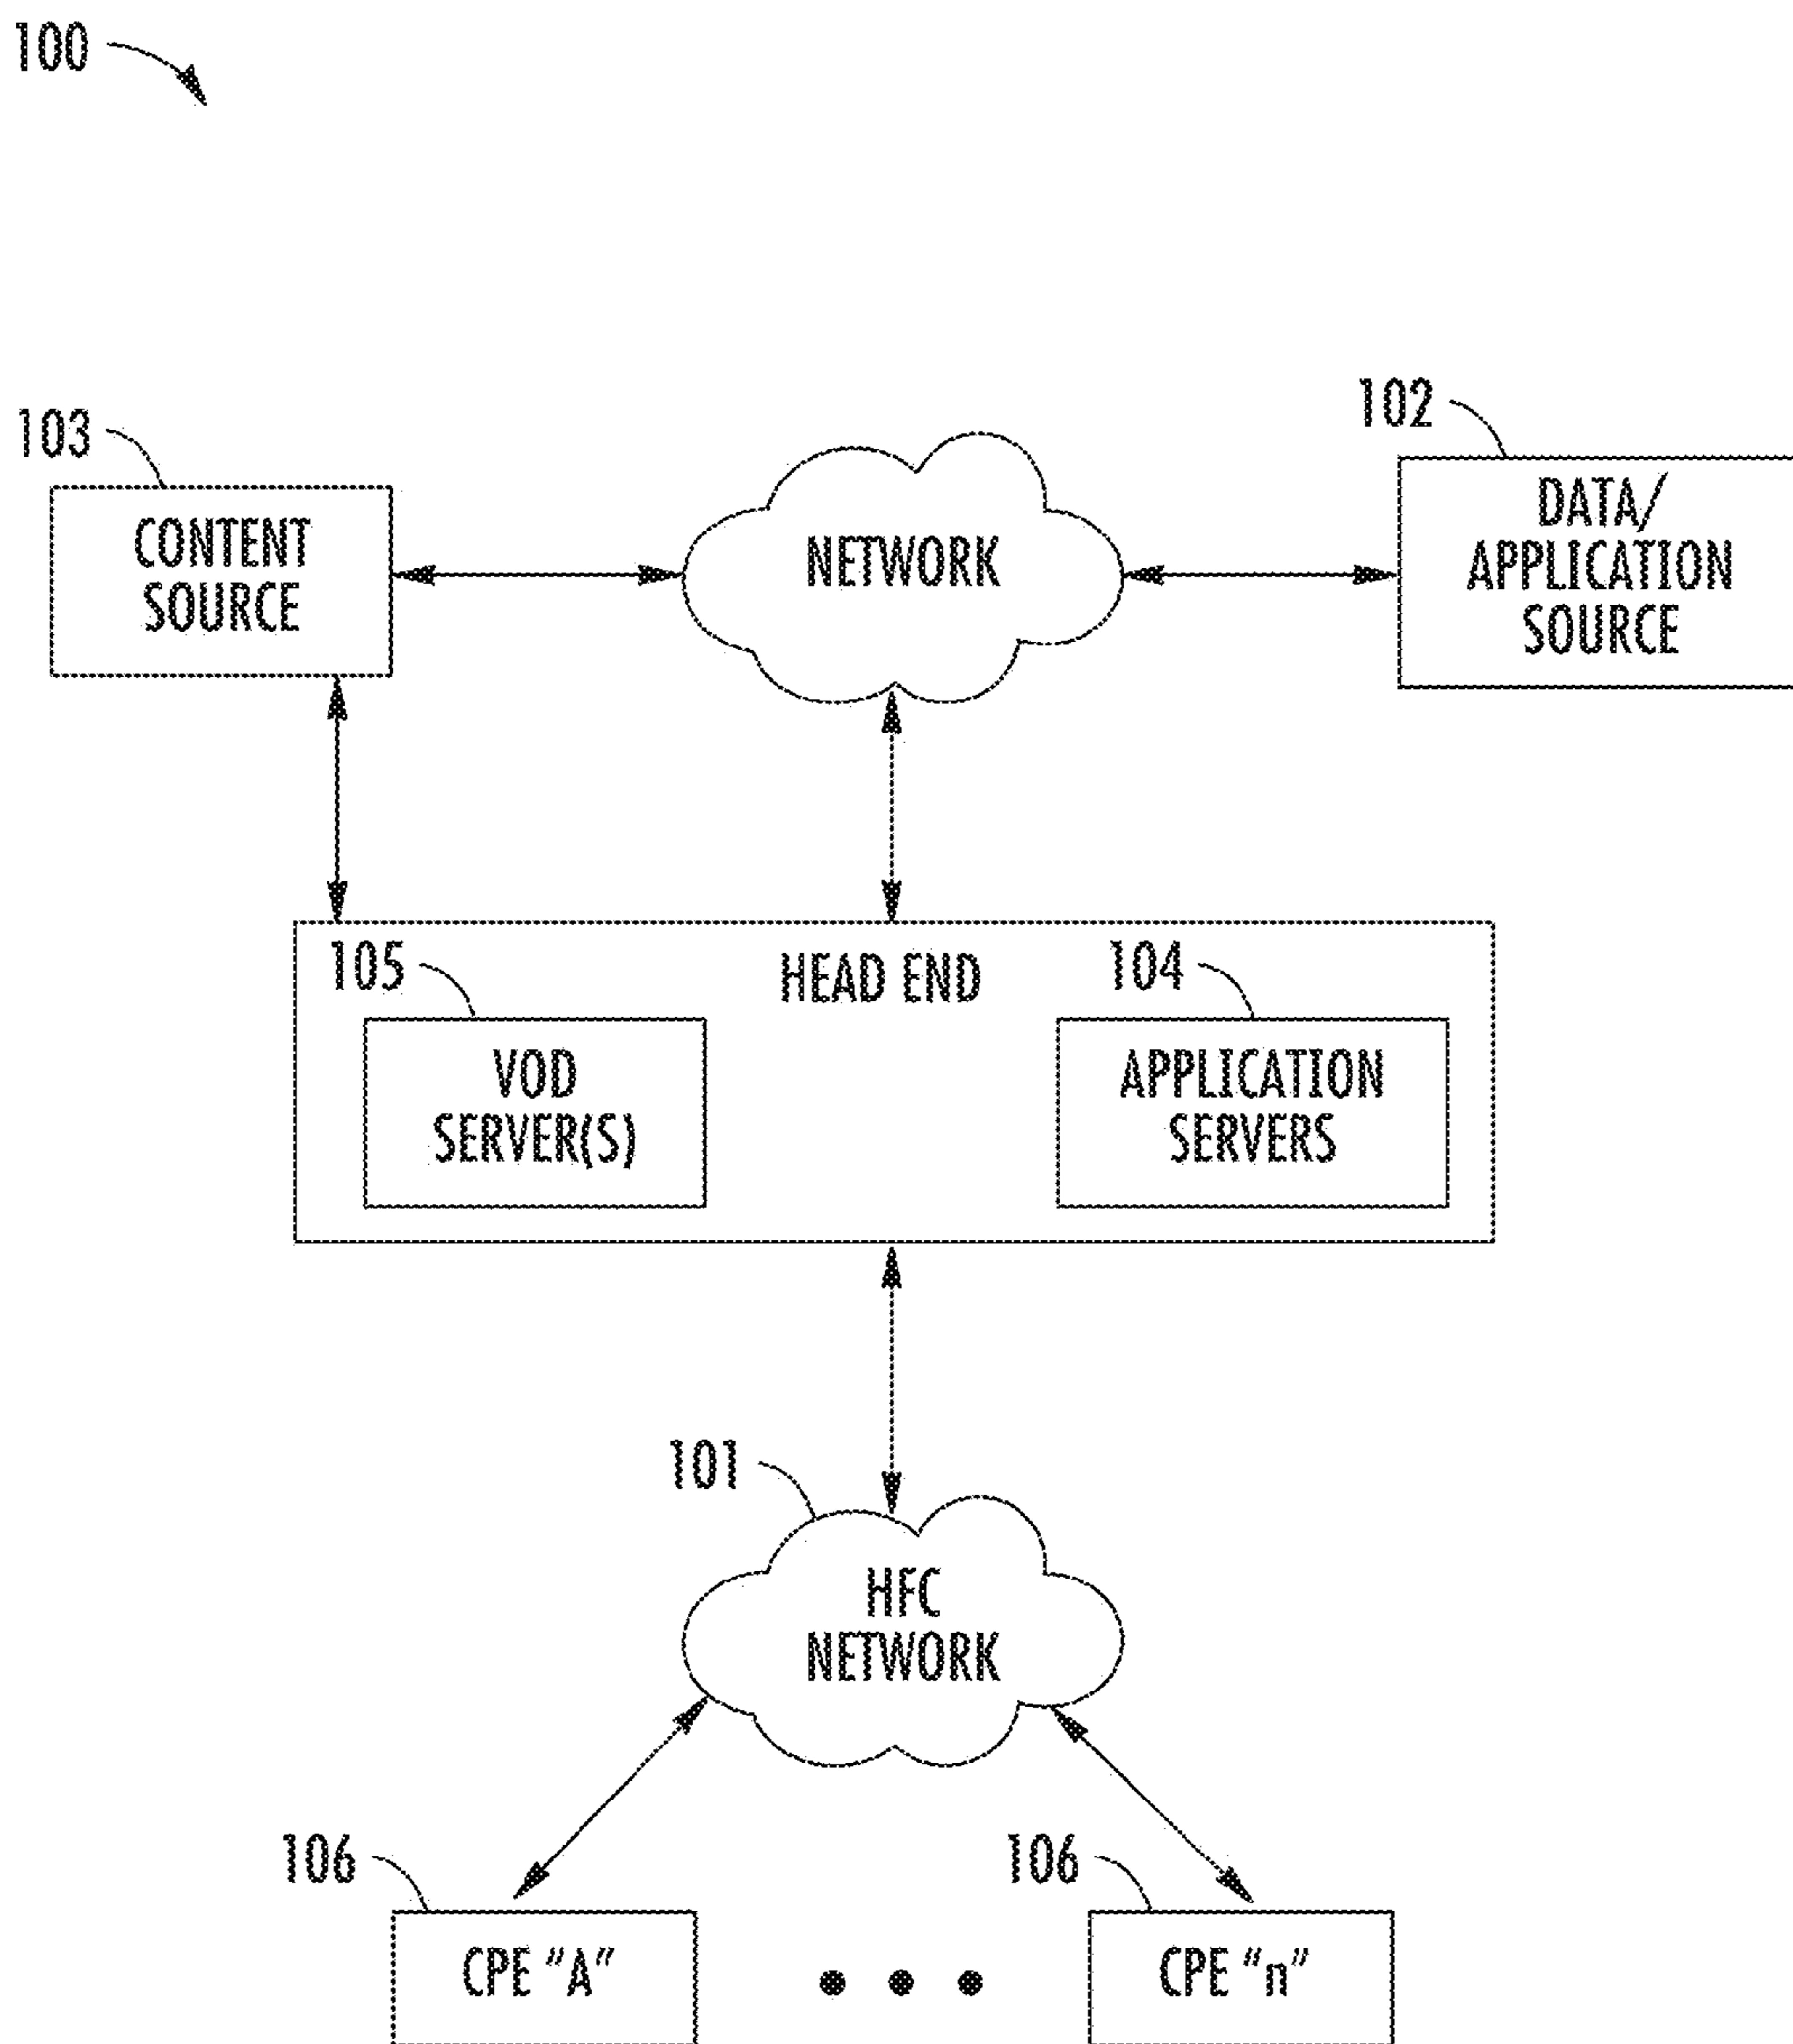 100
103
102
CONTENT
SOURCE
NETWORK
DATA/
APPLICATION
SOURCE
105
HEAD END
104
VOD
SERVER(S)
APPLICATION
SERVERS
101
HFC
NETWORK
106
106
CPE "A"
CPE "n"